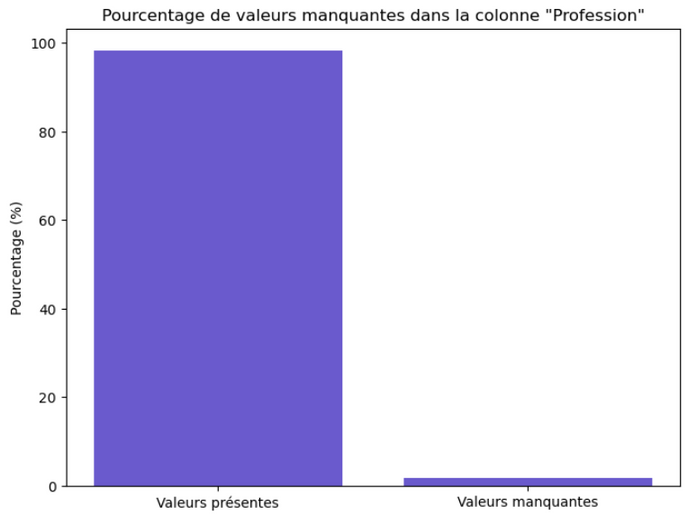 Pourcentage de valeurs manquantes dans la colonne "Profession"
100
80
60
40
20
0
Pourcentage (%)
Valeurs présentes
Valeurs manquantes